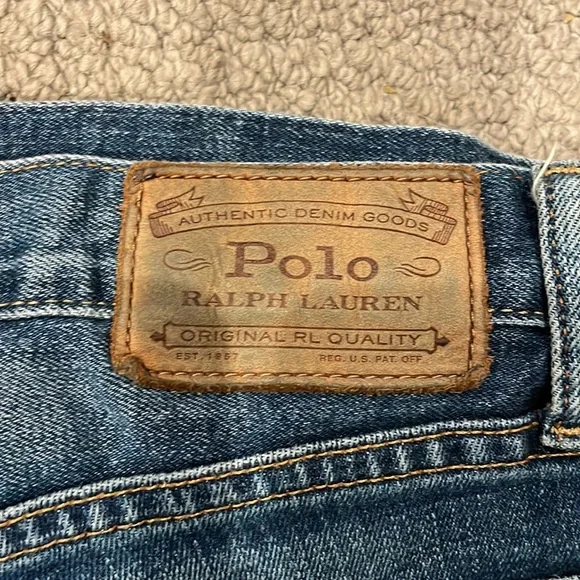 AUTHENTIC DENIM GOODS
Polo
RALPH LAUREN
ORIGINAL RL QUALITY
EST. 1967 REG. U.S. PAT. OFF